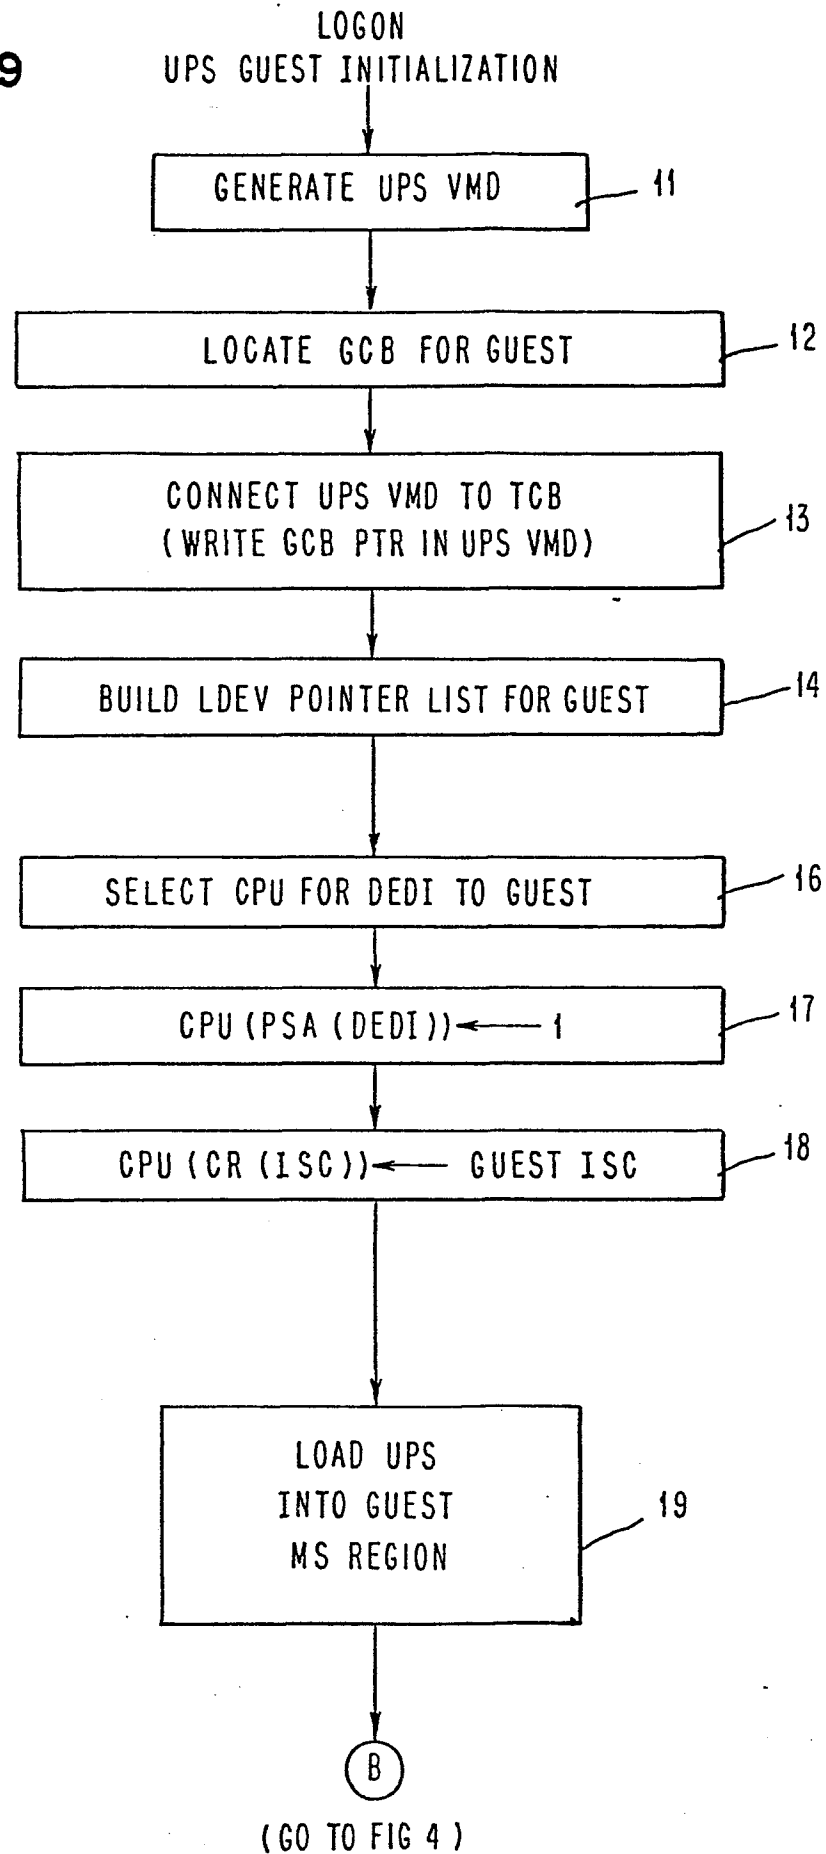 9
LOGON
UPS GUEST INITIALIZATION
GENERATE UPS VMD
11
LOCATE GCB FOR GUEST
12
CONNECT UPS VMD TO TCB
(WRITE GCB PTR IN UPS VMD)
13
BUILD LDEV POINTER LIST FOR GUEST
14
SELECT CPU FOR DEDI TO GUEST
16
CPU (PSA (DEDI)) ← 1
17
CPU (CR (ISC)) ← GUEST ISC
18
LOAD UPS
INTO GUEST
MS REGION
19
B
(GO TO FIG 4)